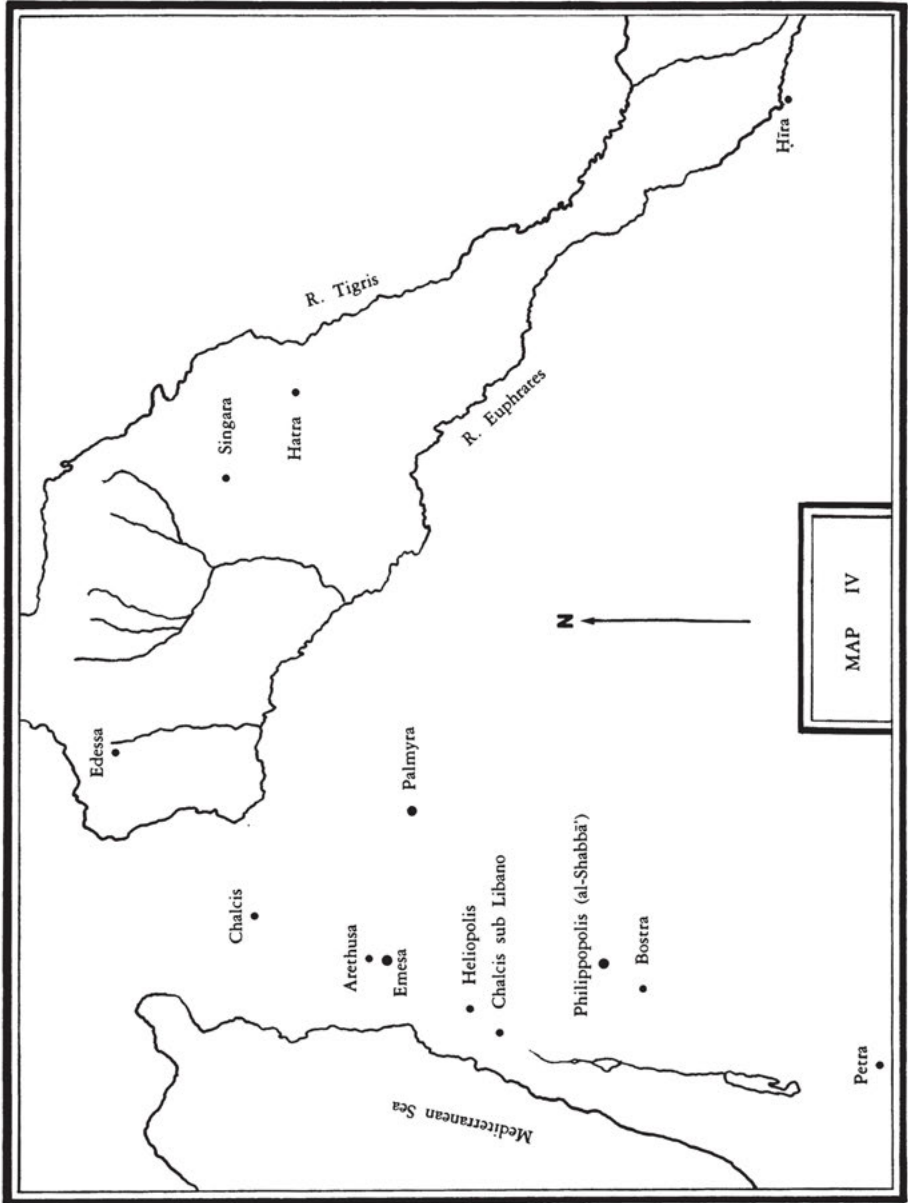 Edessa
Chalcis
Singara
Hatra
R. Tigris
R. Euphrates
Arethusa
Emesa
Palmyra
Heliopolis
Chalcis sub Libano
Mediterranean Sea
Philippopolis (al-Shabbā’)
Bostra
Petra
Ḥīra
N
MAP IV